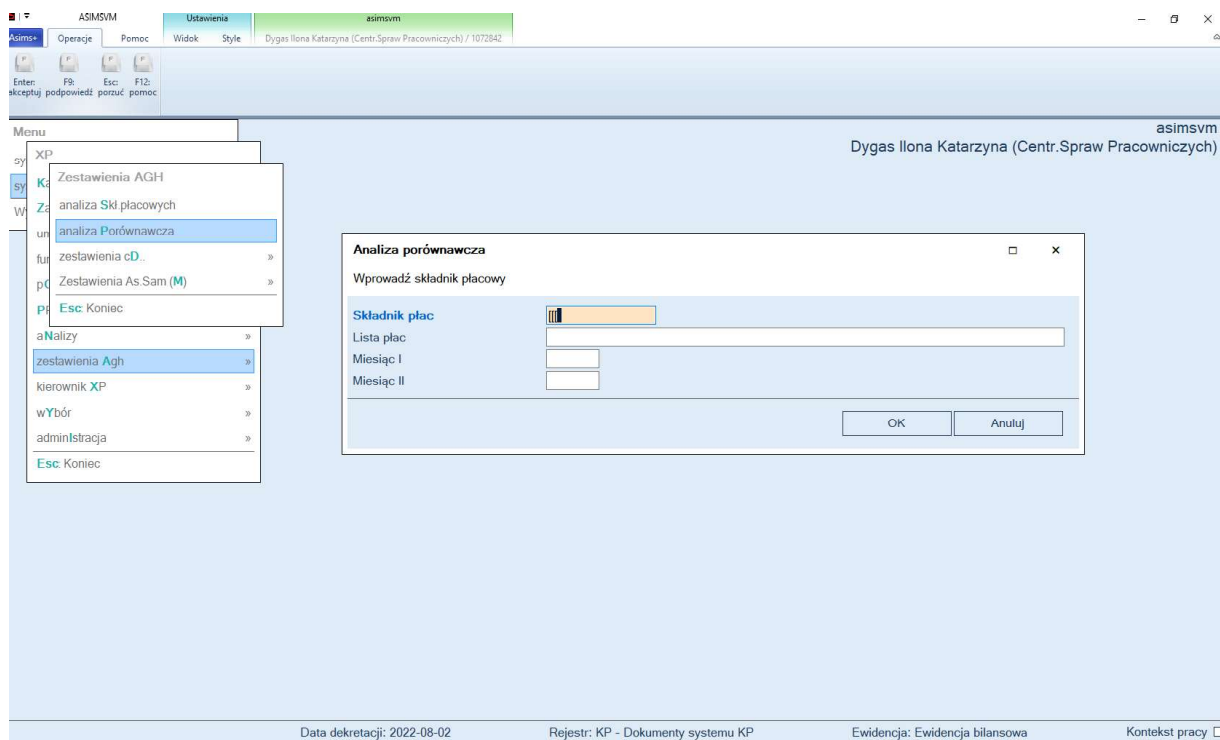 ASIMSVM Ustawienia asimsvm
Asims+ Operacje Pomoc Widok Style Dygas Ilona Katarzyna (Centr.Spraw Pracowniczych) / 1072842
Enter: akceptuj
F9: podpowiedź
Esc: porzuć
F12: pomoc
asimsvm
Dygas Ilona Katarzyna (Centr.Spraw Pracowniczych)
Menu
XP
Zestawienia AGH
analiza Skł.płacowych
analiza Porównawcza
zestawienia cD.. »
Zestawienia As.Sam (M) »
Esc: Koniec
aNalizy »
zestawienia Agh »
kierownik XP »
wYbór »
adminIstracja »
Esc: Koniec
Analiza porównawcza
Wprowadź składnik płacowy
Składnik płac [[[
Lista płac
Miesiąc I
Miesiąc II
OK Anuluj
Data dekretacji: 2022-08-02 Rejestr: KP - Dokumenty systemu KP Ewidencja: Ewidencja bilansowa Kontekst pracy